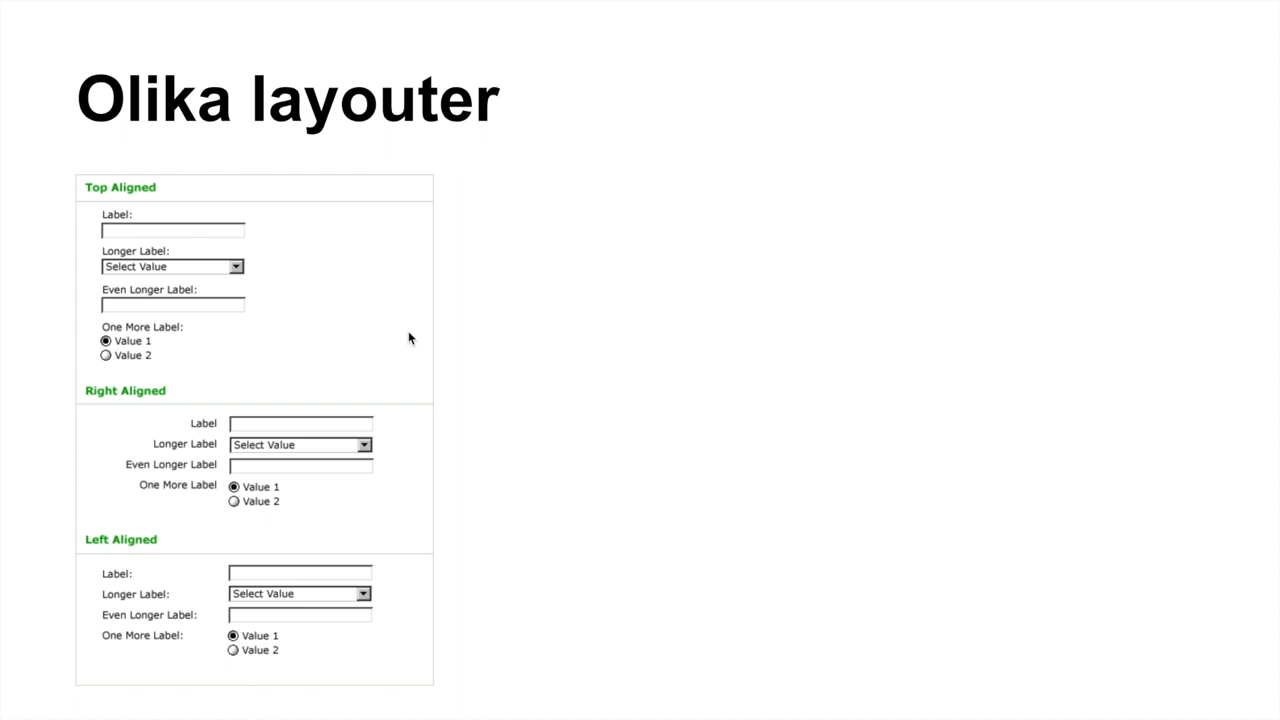 Olika layouter
Top Aligned
Label:
Longer Label:
Select Value
Even Longer Label:
One More Label:
Value 1
Value 2
Right Aligned
Label
Longer Label Select Value
Even Longer Label
One More Label Value 1
Value 2
Left Aligned
Label:
Longer Label: Select Value
Even Longer Label:
One More Label: Value 1
Value 2